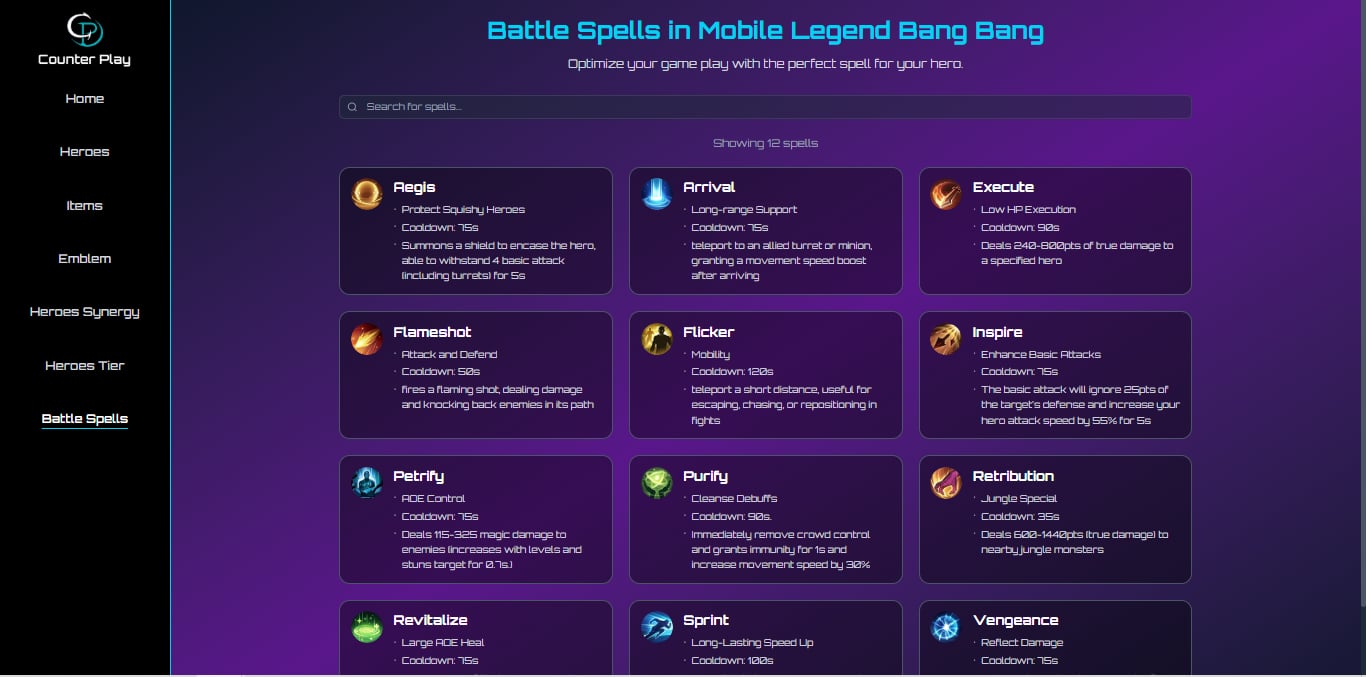 Counter Play
Home
Heroes
Items
Emblem
Heroes Synergy
Heroes Tier
Battle Spells
Battle Spells in Mobile Legend Bang Bang
Optimize your game play with the perfect spell for your hero.
Search for spells...
Showing 12 spells
Aegis
· Protect Squishy Heroes
· Cooldown: 75s
· Summons a shield to encase the hero,
able to withstand 4 basic attack
(including turrets) for 5s
Arrival
· Long-range Support
· Cooldown: 75s
· teleport to an allied turret or minion,
granting a movement speed boost
after arriving
Execute
· Low HP Execution
· Cooldown: 90s
· Deals 240-800pts of true damage to
a specified hero
Flameshot
· Attack and Defend
· Cooldown: 50s
· fires a flaming shot, dealing damage
and knocking back enemies in its path
Flicker
· Mobility
· Cooldown: 120s
· teleport a short distance, useful for
escaping, chasing, or repositioning in
fights
Inspire
· Enhance Basic Attacks
· Cooldown: 75s
· The basic attack will ignore 25pts of
the target's defense and increase your
hero attack speed by 55% for 5s
Petrify
· AOE Control
· Cooldown: 75s
· Deals 115-325 magic damage to
enemies (increases with levels and
stuns target for 0.7s.)
Purify
· Cleanse Debuffs
· Cooldown: 90s.
· Immediately remove crowd control
and grants immunity for 1s and
increase movement speed by 30%
Retribution
· Jungle Special
· Cooldown: 35s
· Deals 600-1440pts (true damage) to
nearby jungle monsters
Revitalize
· Large AOE Heal
· Cooldown: 75s
Sprint
· Long-Lasting Speed Up
· Cooldown: 100s
Vengeance
· Reflect Damage
· Cooldown: 75s